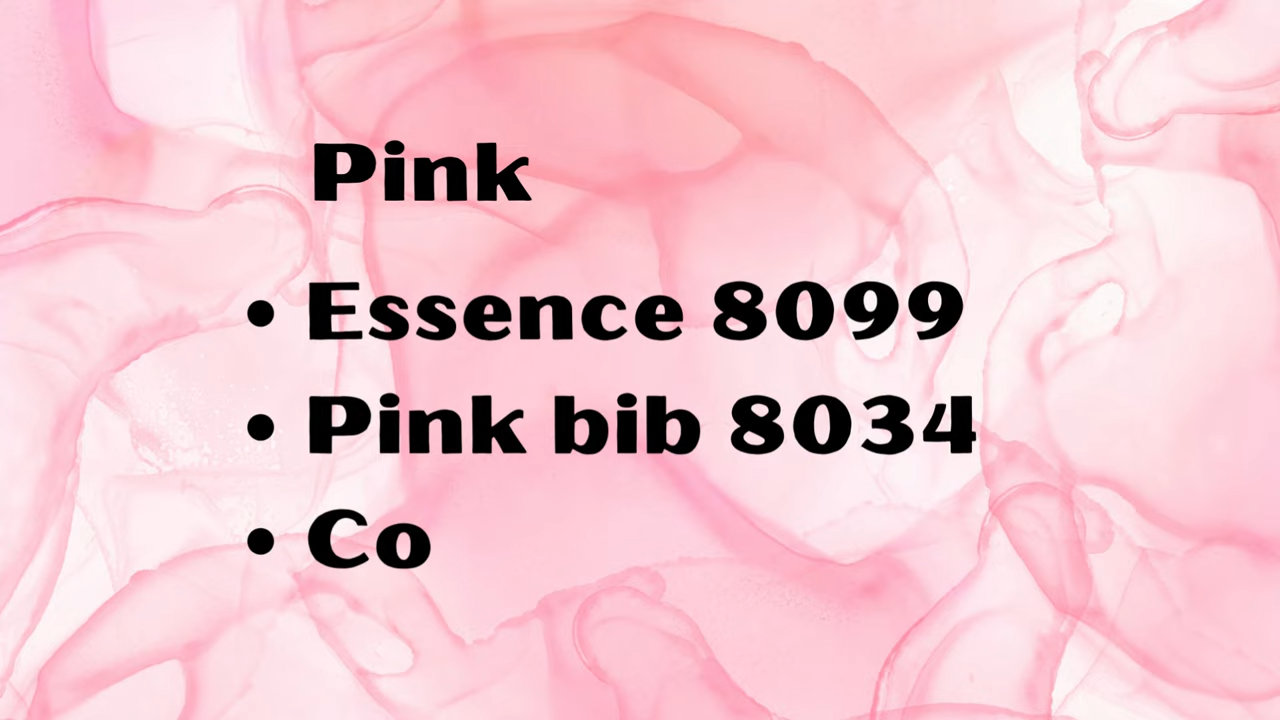 Pink
• Essence 8099
• Pink bib 8034
• Co